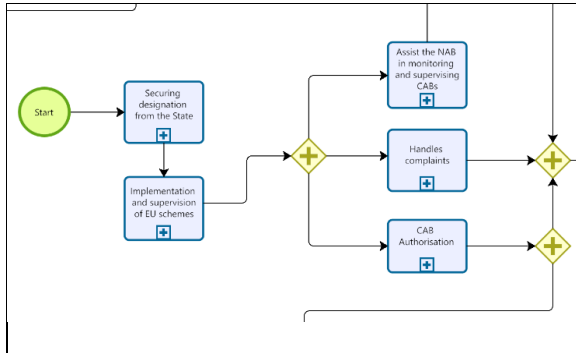 Start
Securing
designation
from the State
Implementation
and supervision
of EU schemes
Assist the NAB
in monitoring
and supervising
CABs
Handles
complaints
CAB
Authorisation